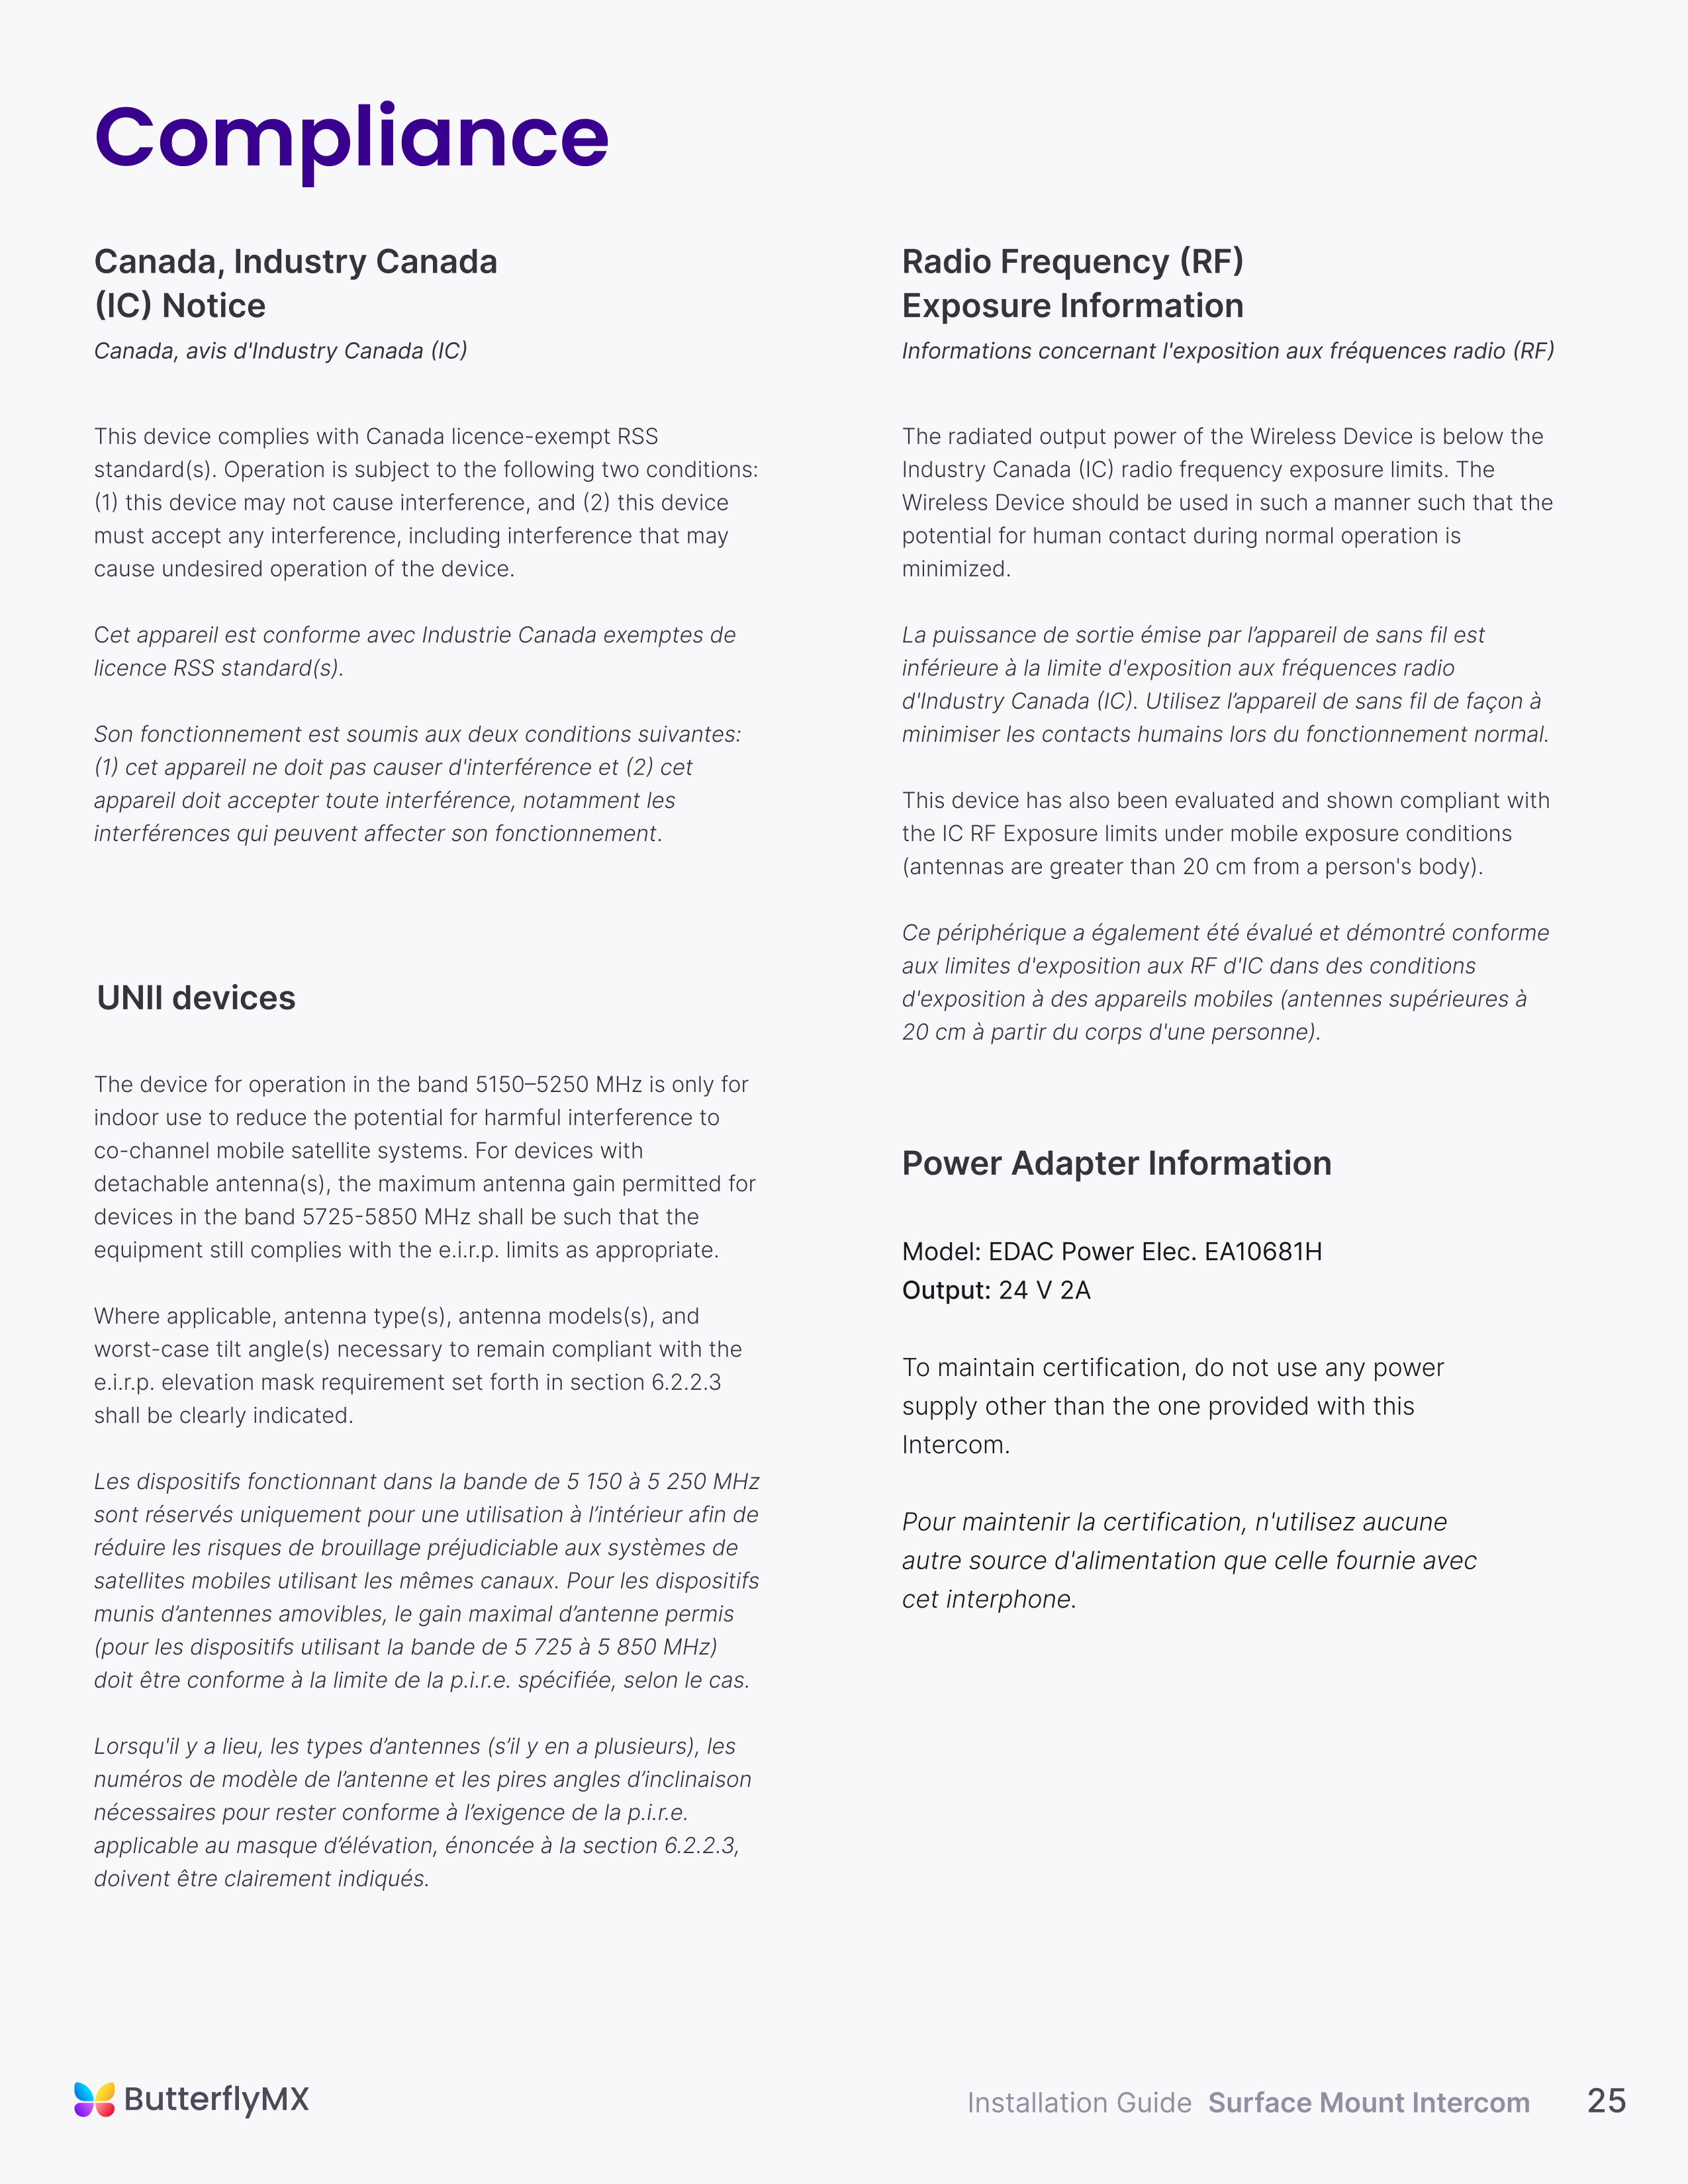 Compliance
Canada, Industry Canada
(IC) Notice
Canada, avis d'Industry Canada (IC)
This device complies with Canada licence-exempt RSS
standard(s). Operation is subject to the following two conditions:
(1) this device may not cause interference, and (2) this device
must accept any interference, including interference that may
cause undesired operation of the device.
Cet appareil est conforme avec Industrie Canada exemptes de
licence RSS standard(s).
Son fonctionnement est soumis aux deux conditions suivantes:
(1) cet appareil ne doit pas causer d'interférence et (2) cet
appareil doit accepter toute interférence, notamment les
interférences qui peuvent affecter son fonctionnement.
UNII devices
The device for operation in the band 5150–5250 MHz is only for
indoor use to reduce the potential for harmful interference to
co-channel mobile satellite systems. For devices with
detachable antenna(s), the maximum antenna gain permitted for
devices in the band 5725-5850 MHz shall be such that the
equipment still complies with the e.i.r.p. limits as appropriate.
Where applicable, antenna type(s), antenna models(s), and
worst-case tilt angle(s) necessary to remain compliant with the
e.i.r.p. elevation mask requirement set forth in section 6.2.2.3
shall be clearly indicated.
Les dispositifs fonctionnant dans la bande de 5 150 à 5 250 MHz
sont réservés uniquement pour une utilisation à l’intérieur afin de
réduire les risques de brouillage préjudiciable aux systèmes de
satellites mobiles utilisant les mêmes canaux. Pour les dispositifs
munis d’antennes amovibles, le gain maximal d’antenne permis
(pour les dispositifs utilisant la bande de 5 725 à 5 850 MHz)
doit être conforme à la limite de la p.i.r.e. spécifiée, selon le cas.
Lorsqu'il y a lieu, les types d’antennes (s’il y en a plusieurs), les
numéros de modèle de l’antenne et les pires angles d’inclinaison
nécessaires pour rester conforme à l’exigence de la p.i.r.e.
applicable au masque d’élévation, énoncée à la section 6.2.2.3,
doivent être clairement indiqués.
Radio Frequency (RF)
Exposure Information
Informations concernant l'exposition aux fréquences radio (RF)
The radiated output power of the Wireless Device is below the
Industry Canada (IC) radio frequency exposure limits. The
Wireless Device should be used in such a manner such that the
potential for human contact during normal operation is
minimized.
La puissance de sortie émise par l’appareil de sans fil est
inférieure à la limite d'exposition aux fréquences radio
d'Industry Canada (IC). Utilisez l’appareil de sans fil de façon à
minimiser les contacts humains lors du fonctionnement normal.
This device has also been evaluated and shown compliant with
the IC RF Exposure limits under mobile exposure conditions
(antennas are greater than 20 cm from a person's body).
Ce périphérique a également été évalué et démontré conforme
aux limites d'exposition aux RF d'IC dans des conditions
d'exposition à des appareils mobiles (antennes supérieures à
20 cm à partir du corps d'une personne).
Power Adapter Information
Model: EDAC Power Elec. EA10681H
Output: 24 V 2A
To maintain certification, do not use any power
supply other than the one provided with this
Intercom.
Pour maintenir la certification, n'utilisez aucune
autre source d'alimentation que celle fournie avec
cet interphone.
ButterflyMX
Installation Guide Surface Mount Intercom 25